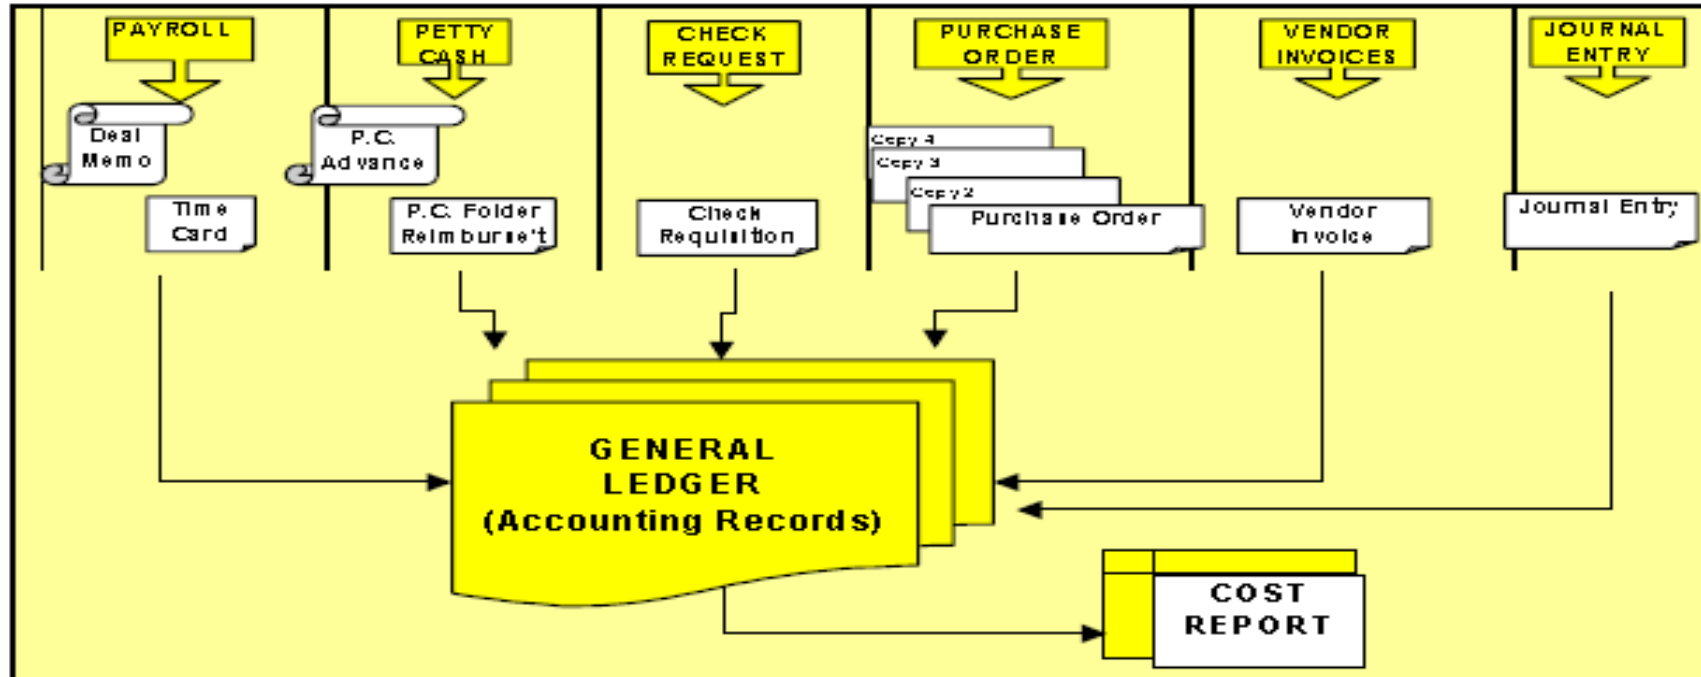 PAYROLL
PETTY
CASH
CHECK
REQUEST
PURCHASE
ORDER
VENDOR
INVOICES
JOURNAL
ENTRY
Deal
Memo
Time
Card
P.C.
Advance
P.C. Folder
Reimburse't
Check
Requisition
Copy 4
Copy 3
Copy 2
Purchase Order
Vendor
Invoice
Journal Entry
GENERAL
LEDGER
(Accounting Records)
COST
REPORT